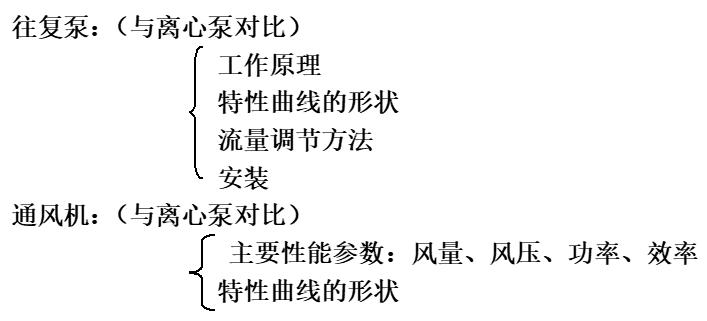 往复泵：（与离心泵对比）
工作原理
特性曲线的形状
流量调节方法
安装
通风机：（与离心泵对比）
主要性能参数：风量、风压、功率、效率
特性曲线的形状